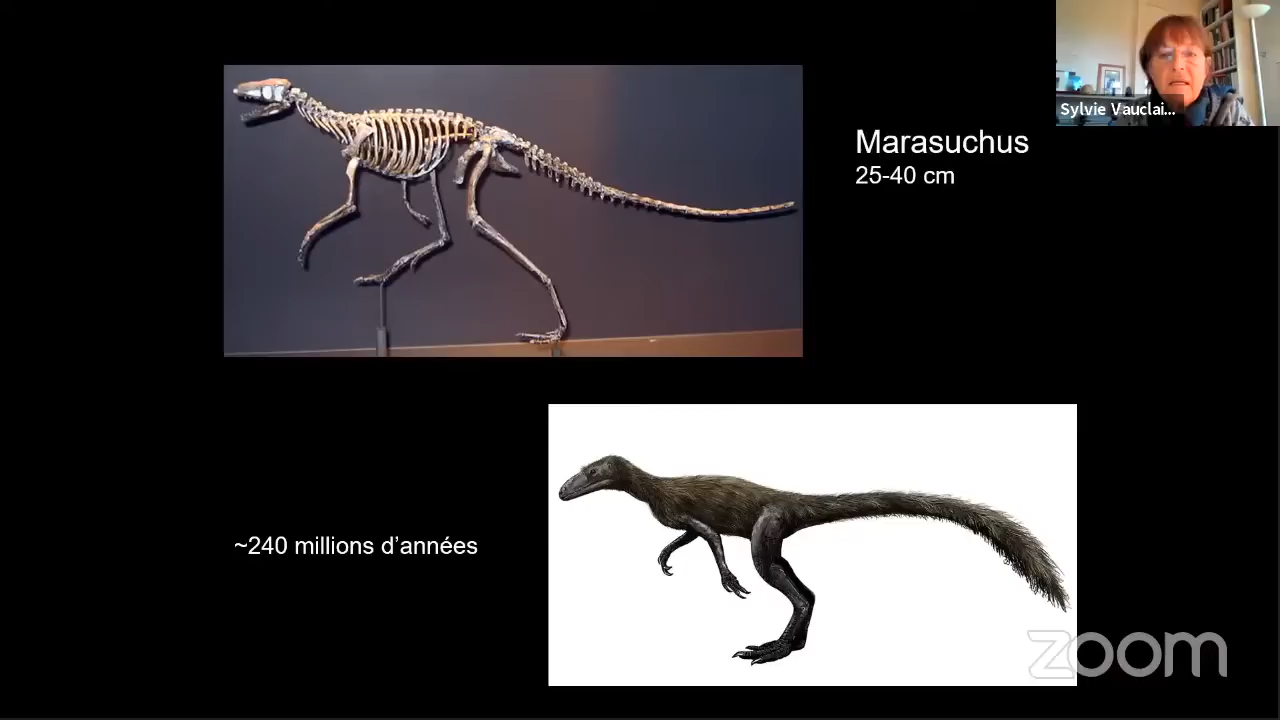 Sylvie Vauclai...
Marasuchus
25-40 cm
~240 millions d’années
zoom